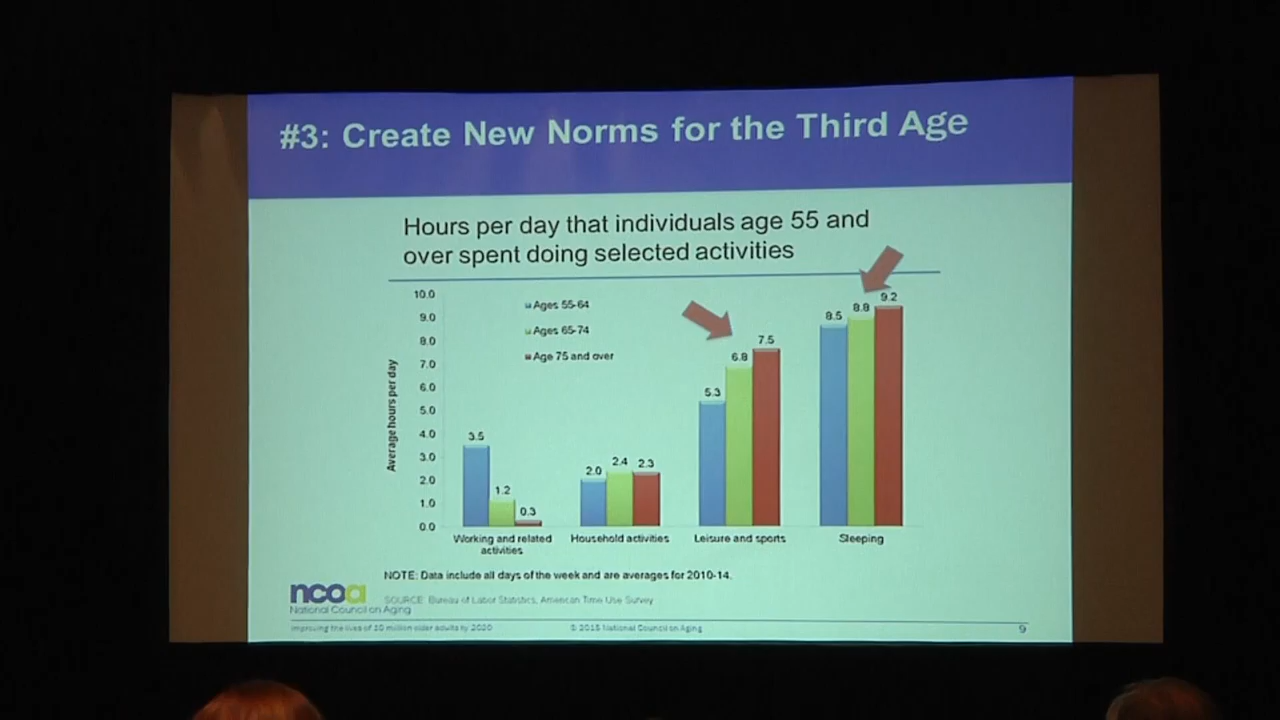 #3: Create New Norms for the Third Age
Hours per day that individuals age 55 and
over spent doing selected activities
Average hours per day
10.0
9.0
8.0
7.0
6.0
5.0
4.0
3.0
2.0
1.0
0.0
Ages 55-64
Ages 65-74
Age 75 and over
3.5
1.2
0.3
2.0
2.4
2.3
5.3
6.8
7.5
8.5
8.8
9.2
Working and related
activities
Household activities
Leisure and sports
Sleeping
NOTE: Data include all days of the week and are averages for 2010-14.
SOURCE: Bureau of Labor Statistics, American Time Use Survey
ncoa
National Council on Aging
Improving the lives of 10 million older adults by 2020
© 2015 National Council on Aging
9